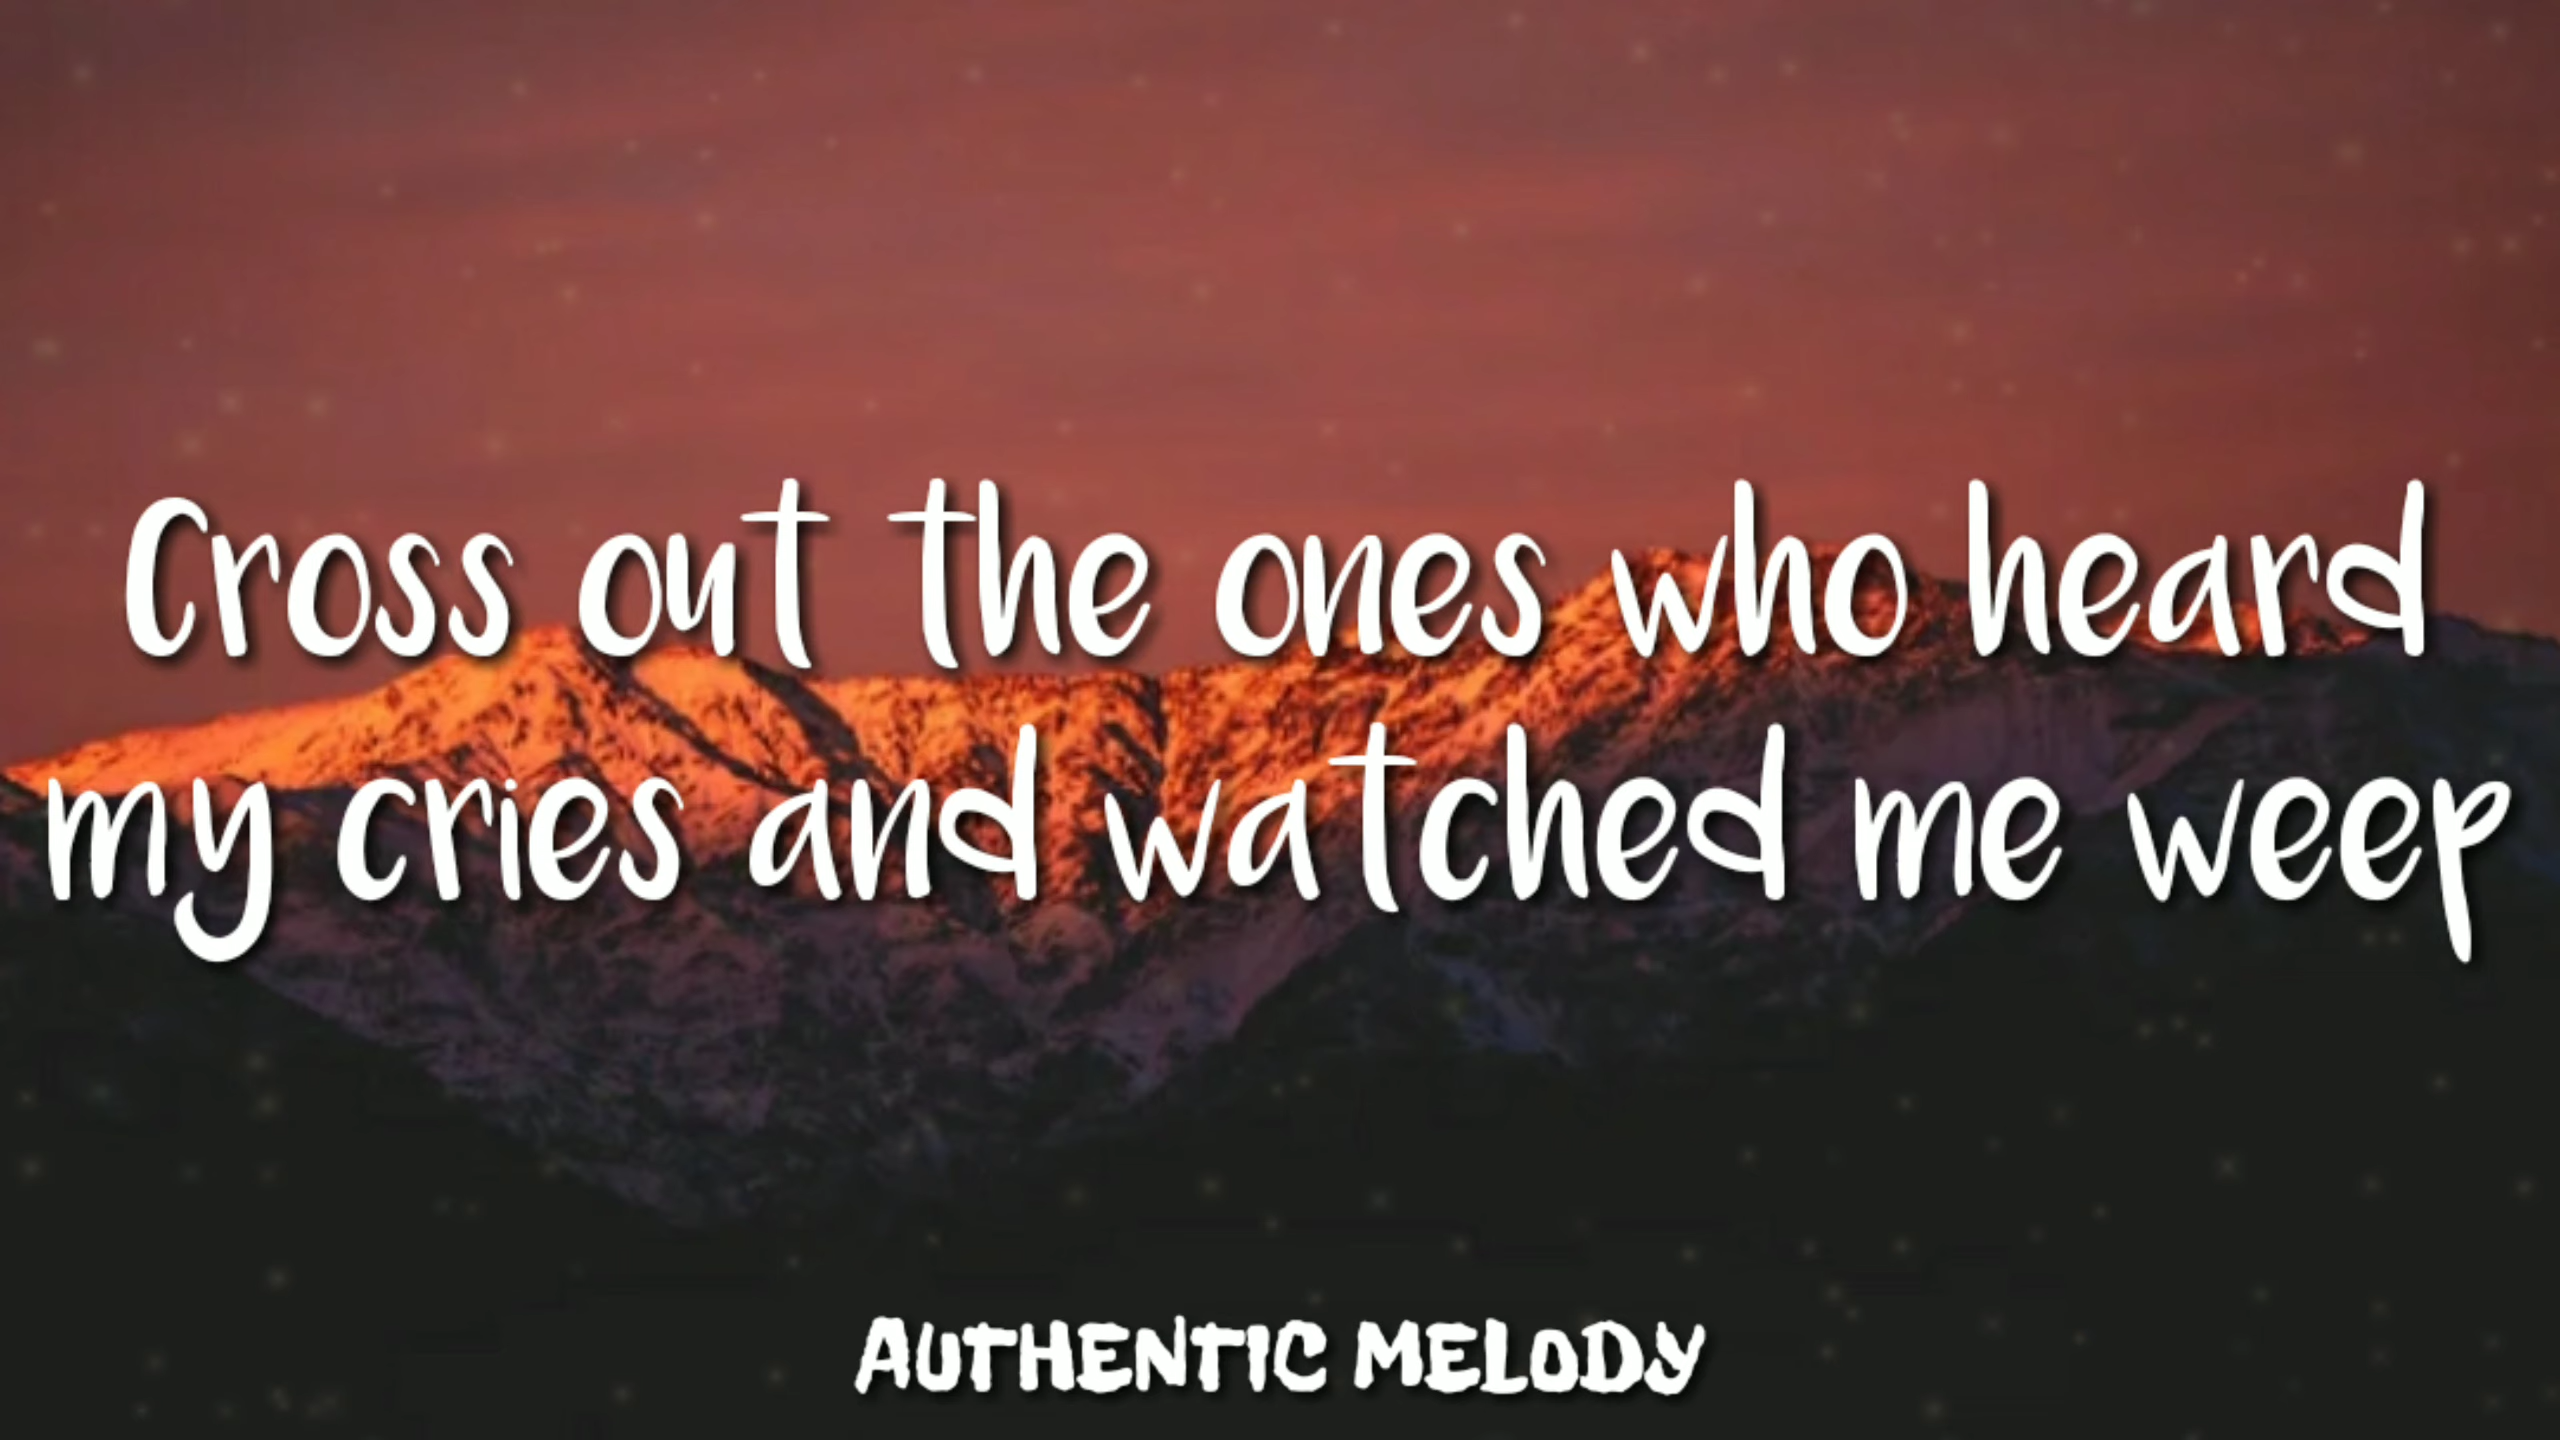 Cross out the ones who heard
my cries and watched me weep
AUTHENTIC MELODY